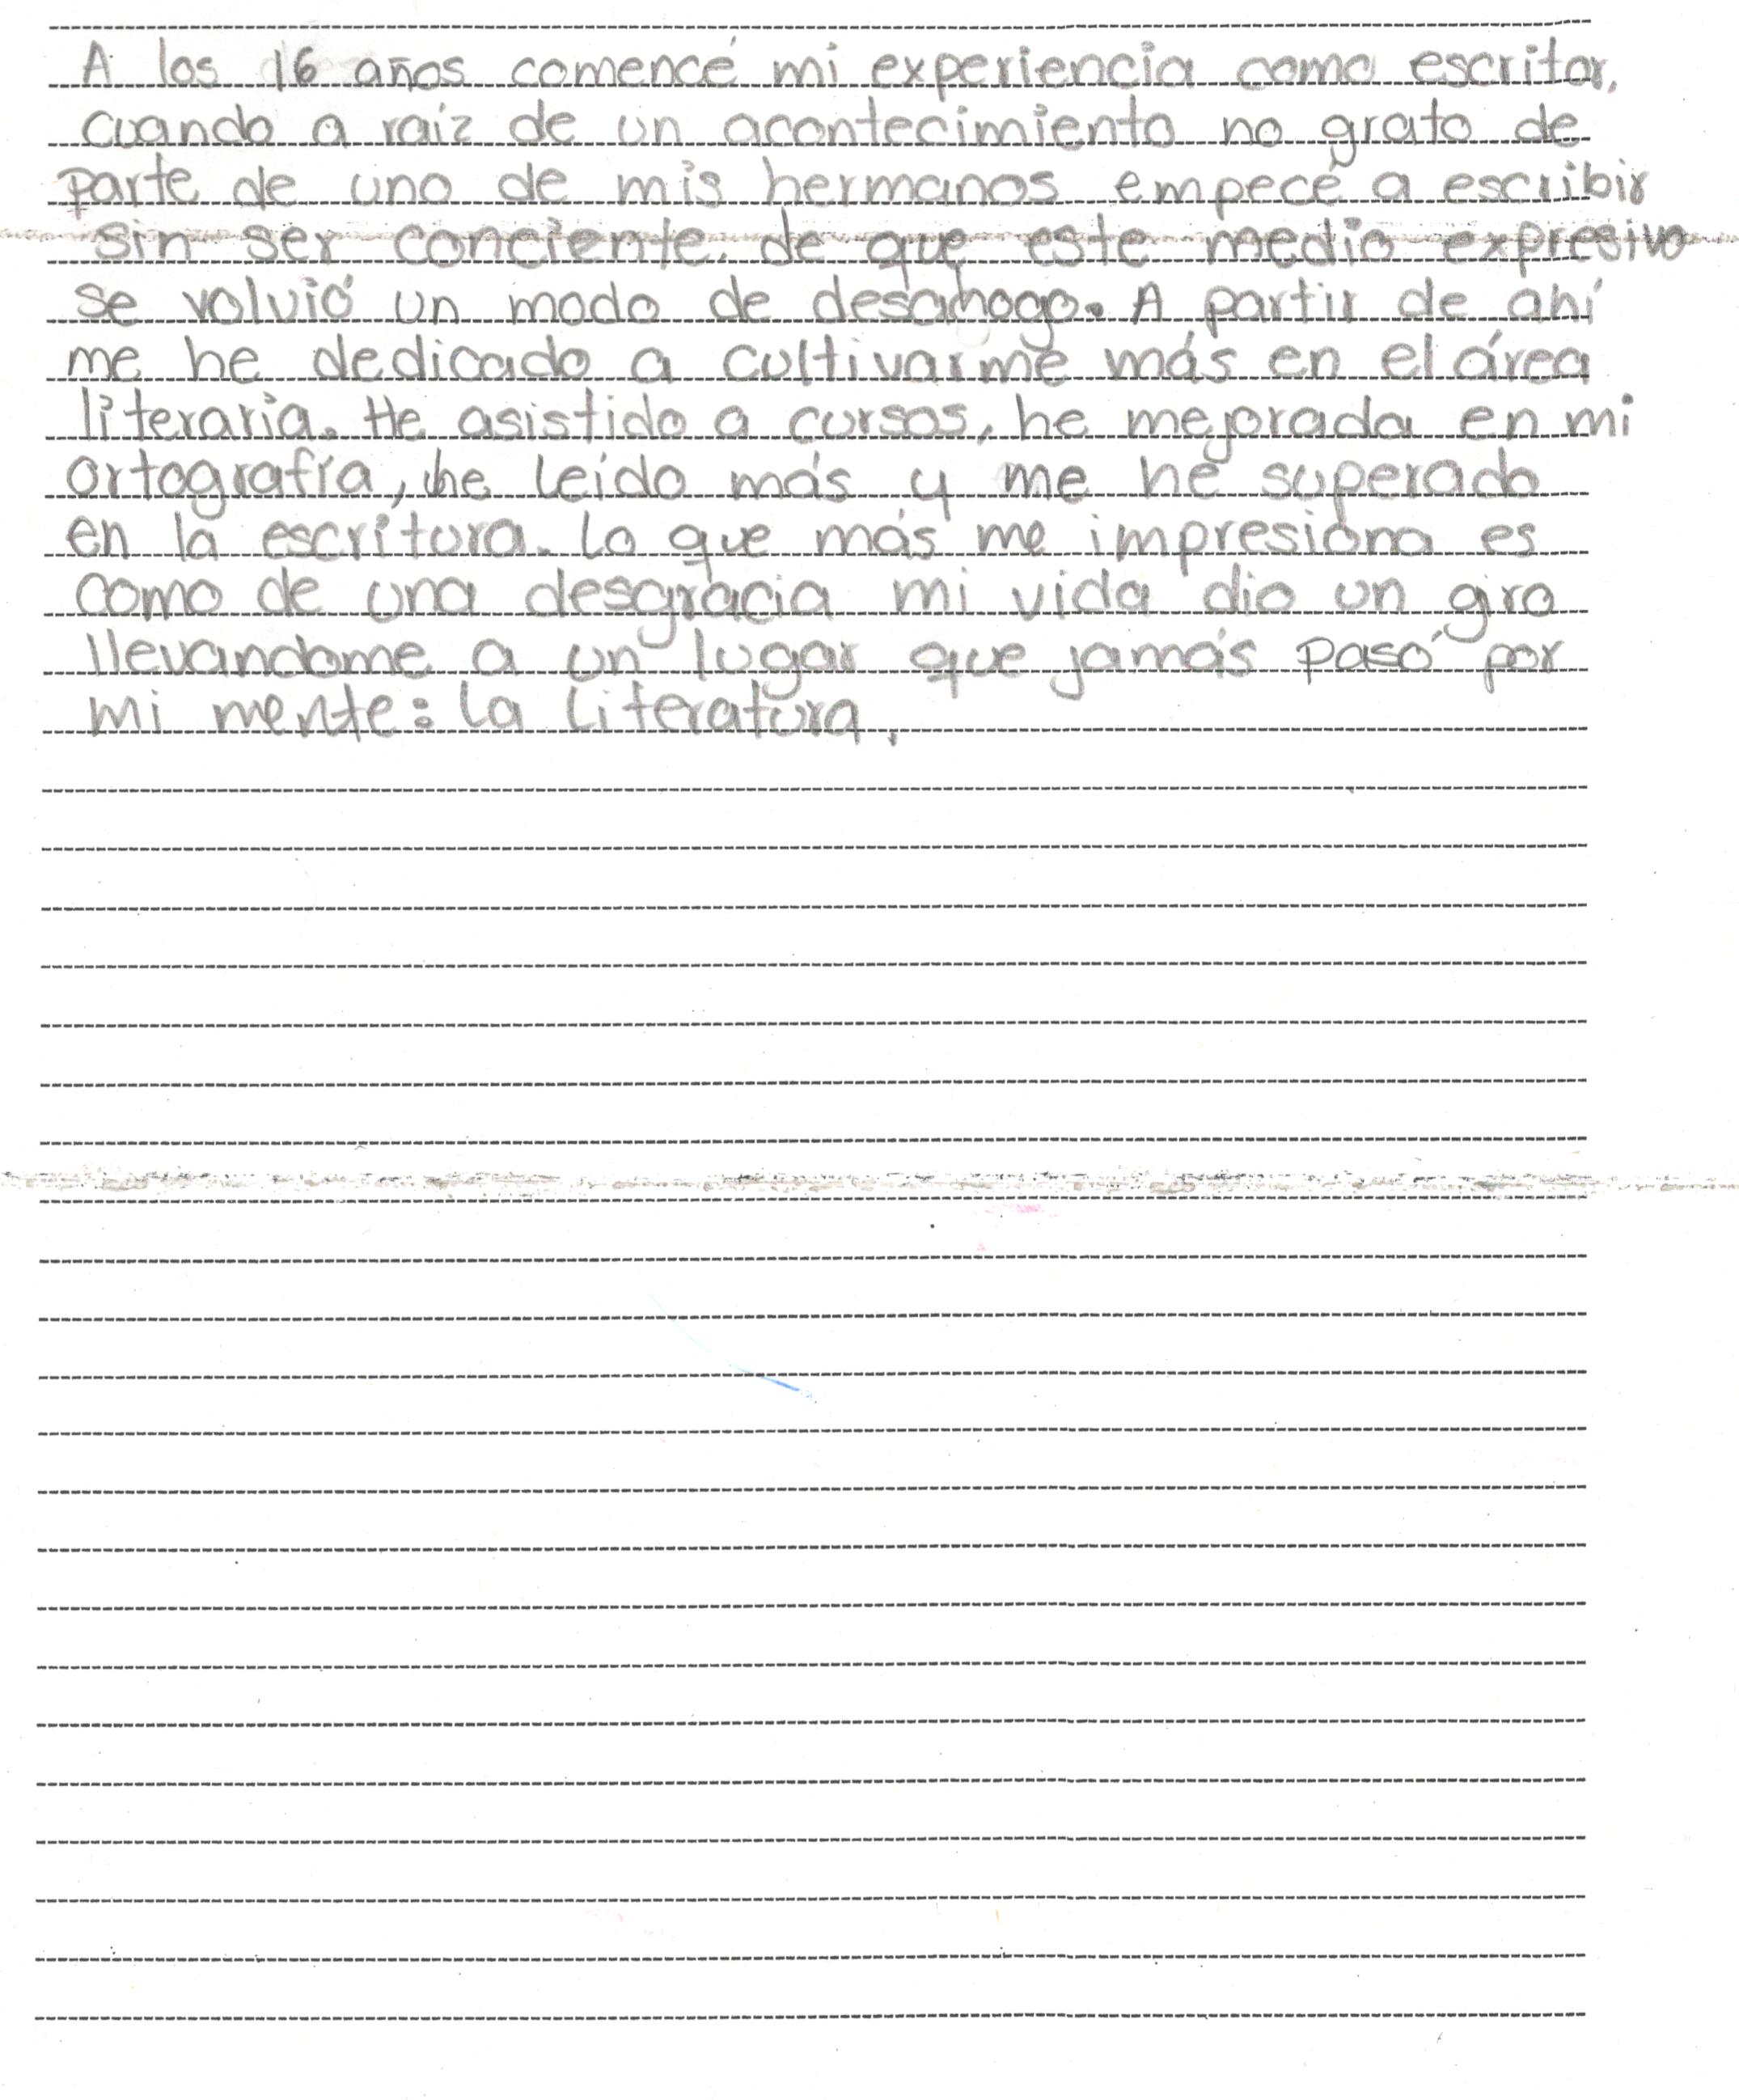 A los 16 años comencé mi experiencia como escritor,
cuando a raíz de un acontecimiento no grato de
parte de uno de mis hermanos empecé a escribir
sin ser conciente. de que este medio expresivo
se volvió un modo de desahogo. A partir de ahí
me he dedicado a cultivarme más en el área
literaria. He asistido a cursos, he mejorado en mi
ortografía, he leído más y me he superado
en la escritura. Lo que más me impresiona es
como de una desgracia mi vida dio un giro
llevandome a un lugar que jamás pasó por
mi mente: la literatura.